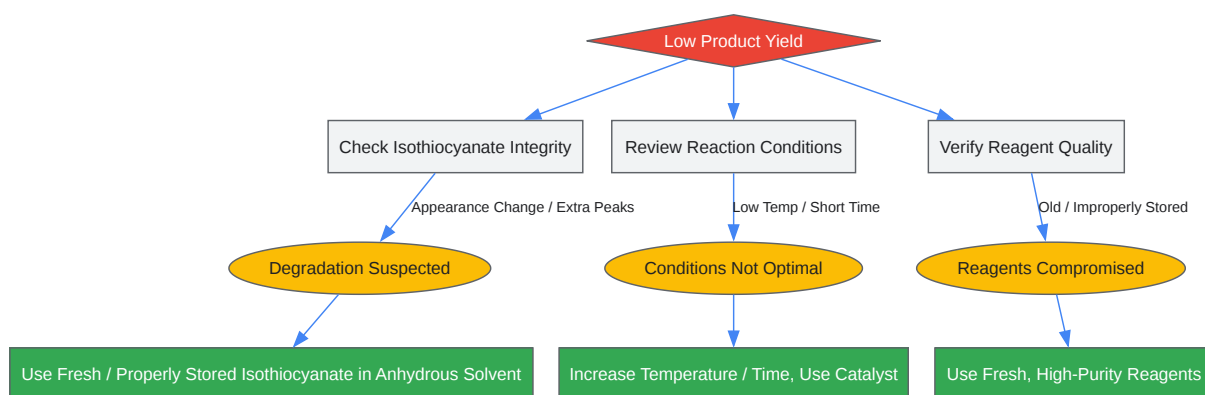 Low Product Yield
Check Isothiocyanate Integrity
Review Reaction Conditions
Verify Reagent Quality
Appearance Change / Extra Peaks
Low Temp / Short Time
Old / Improperly Stored
Degradation Suspected
Conditions Not Optimal
Reagents Compromised
Use Fresh / Properly Stored Isothiocyanate in Anhydrous Solvent
Increase Temperature / Time, Use Catalyst
Use Fresh, High-Purity Reagents